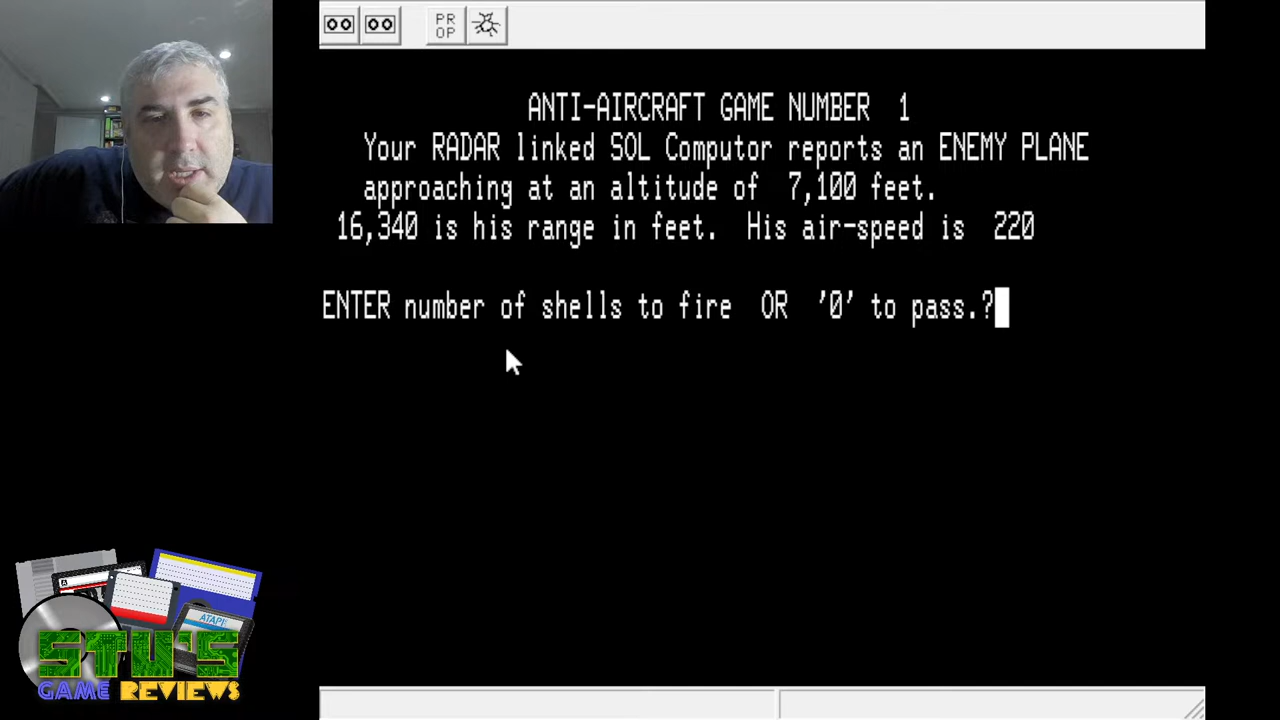 PR
OP
ANTI-AIRCRAFT GAME NUMBER 1
Your RADAR linked SOL Computor reports an ENEMY PLANE
approaching at an altitude of 7,100 feet.
16,340 is his range in feet. His air-speed is 220
ENTER number of shells to fire OR '0' to pass.?
ATARI
STU'S
GAME REVIEWS